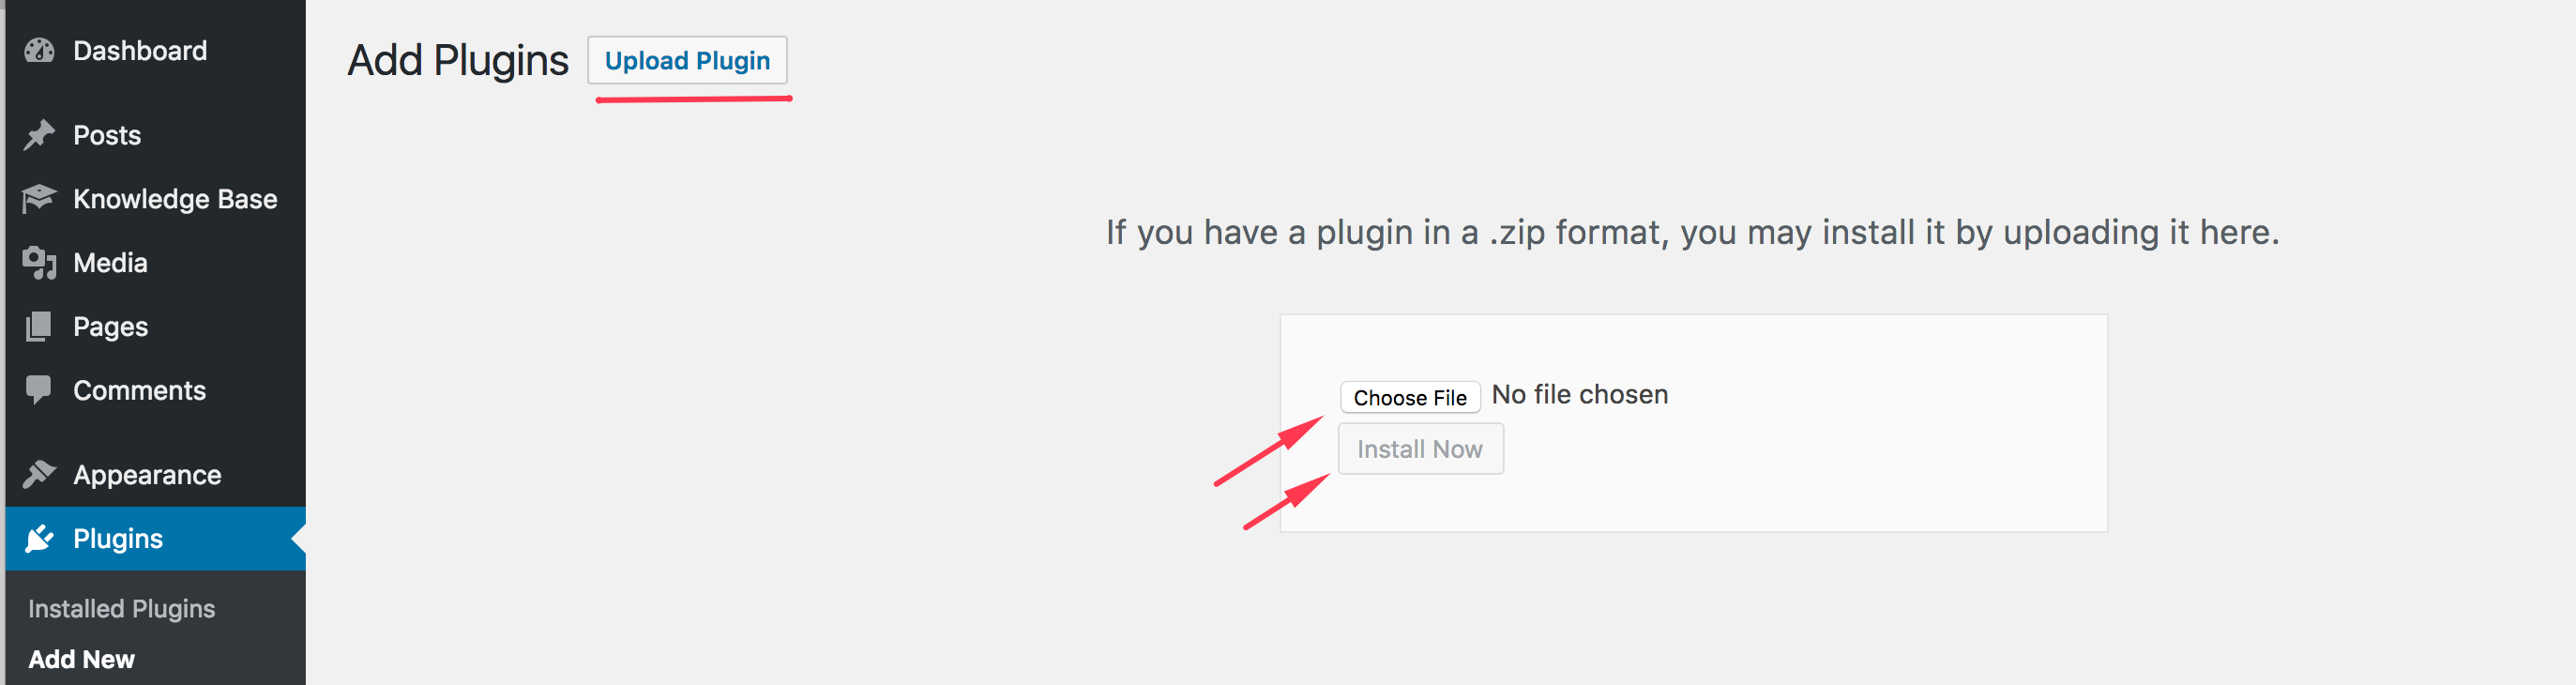 Dashboard
Posts
Knowledge Base
Media
Pages
Comments
Appearance
Plugins
Installed Plugins
Add New
Add Plugins
Upload Plugin
If you have a plugin in a .zip format, you may install it by uploading it here.
Choose File No file chosen
Install Now